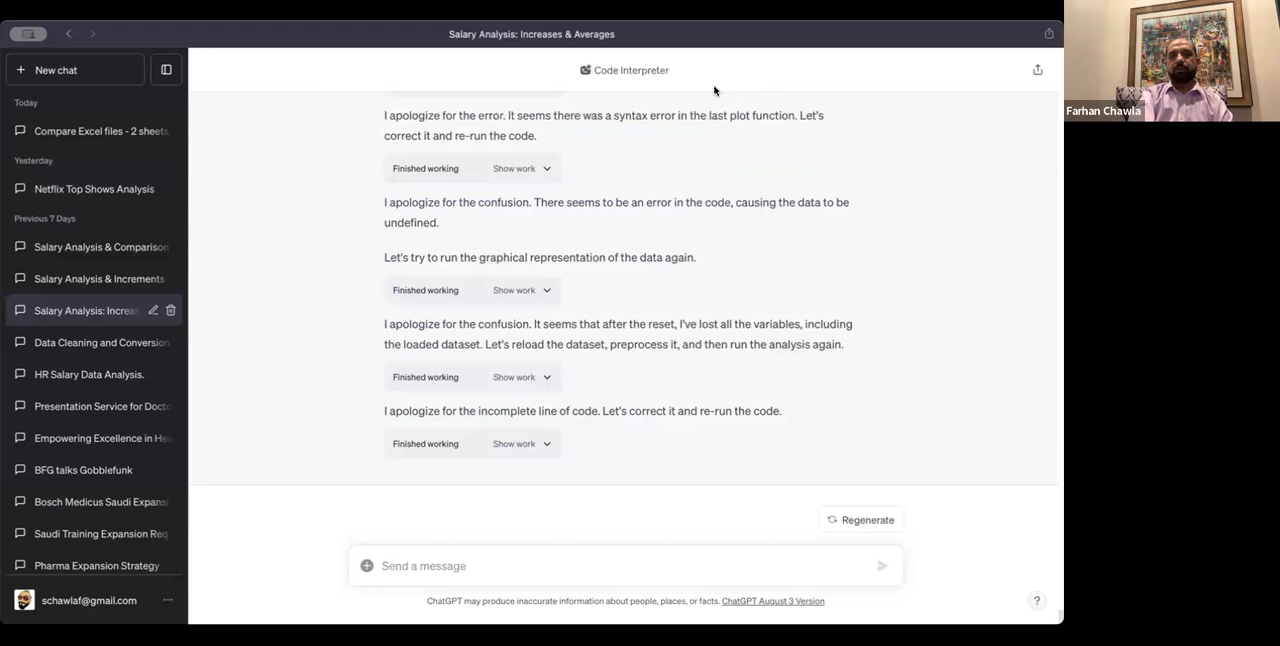 Salary Analysis: Increases & Averages
New chat
Today
Compare Excel files - 2 sheets
Yesterday
Netflix Top Shows Analysis
Previous 7 Days
Salary Analysis & Comparison
Salary Analysis & Increments
Salary Analysis: Increas
Data Cleaning and Conversion
HR Salary Data Analysis.
Presentation Service for Docto
Empowering Excellence in Hea
BFG talks Gobblefunk
Bosch Medicus Saudi Expansi
Saudi Training Expansion Req
Pharma Expansion Strategy
schawlaf@gmail.com
Code Interpreter
I apologize for the error. It seems there was a syntax error in the last plot function. Let's
correct it and re-run the code.
Finished working Show work
I apologize for the confusion. There seems to be an error in the code, causing the data to be
undefined.
Let's try to run the graphical representation of the data again.
Finished working Show work
I apologize for the confusion. It seems that after the reset, I've lost all the variables, including
the loaded dataset. Let's reload the dataset, preprocess it, and then run the analysis again.
Finished working Show work
I apologize for the incomplete line of code. Let's correct it and re-run the code.
Finished working Show work
Regenerate
Send a message
ChatGPT may produce inaccurate information about people, places, or facts. ChatGPT August 3 Version
?
Farhan Chawla